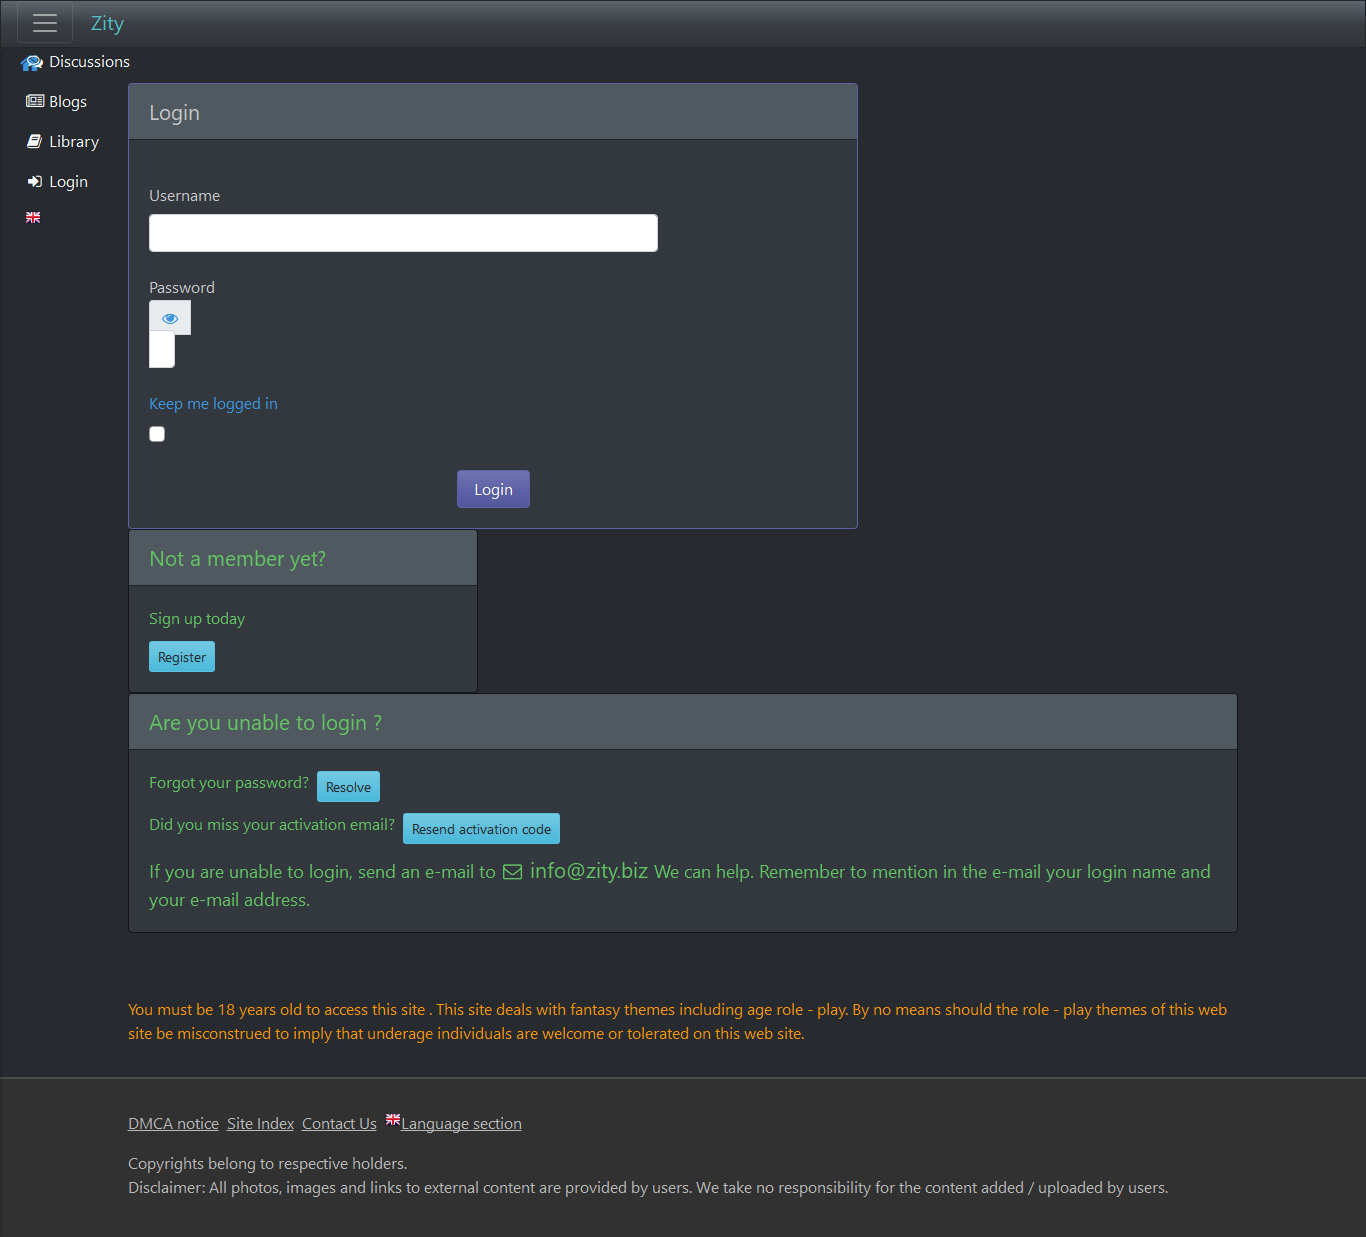 Zity
Discussions
Blogs
Library
Login
Login
Username
Password
Keep me logged in
Login
Not a member yet?
Sign up today
Register
Are you unable to login ?
Forgot your password? Resolve
Did you miss your activation email? Resend activation code
If you are unable to login, send an e-mail to info@zity.biz We can help. Remember to mention in the e-mail your login name and
your e-mail address.
You must be 18 years old to access this site . This site deals with fantasy themes including age role - play. By no means should the role - play themes of this web
site be misconstrued to imply that underage individuals are welcome or tolerated on this web site.
DMCA notice Site Index Contact Us Language section
Copyrights belong to respective holders.
Disclaimer: All photos, images and links to external content are provided by users. We take no responsibility for the content added / uploaded by users.